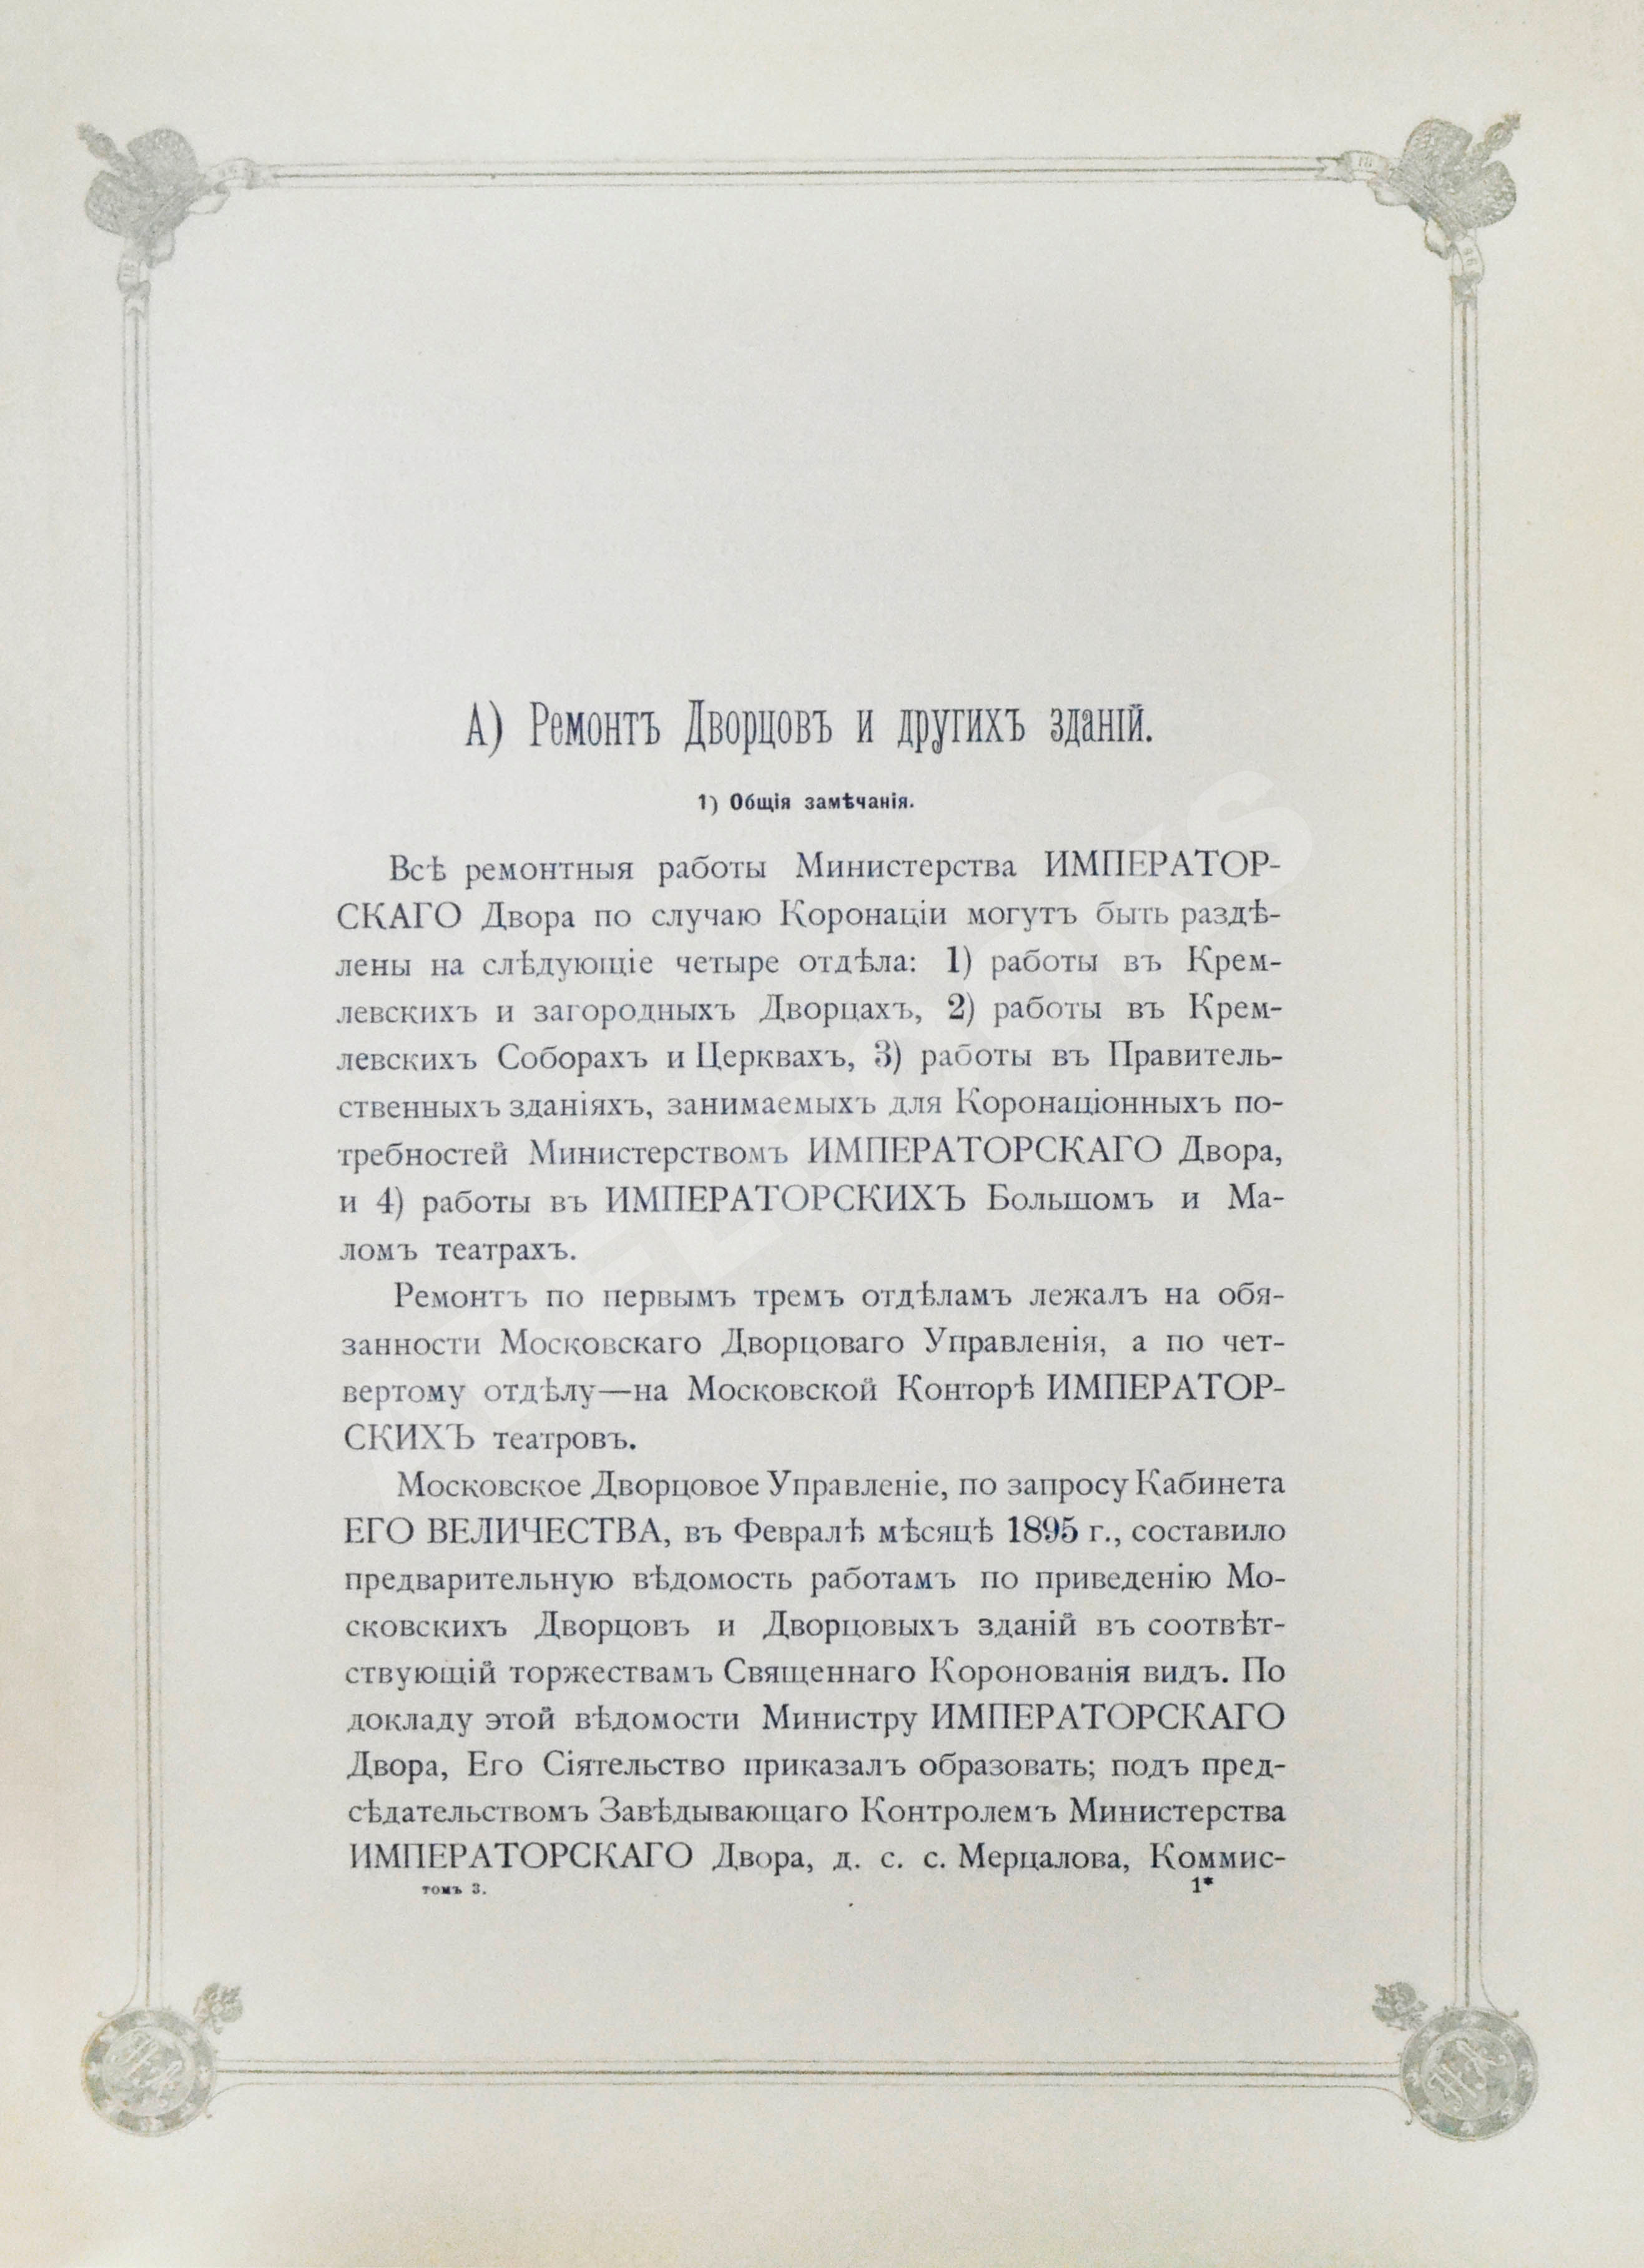 А) Ремонтъ Дворцовъ и другихъ зданій.
1) Общія замѣчанія.
Всѣ ремонтныя работы Министерства ИМПЕРАТОР-
СКАГО Двора по случаю Коронаціи могутъ быть раздѣ-
лены на слѣдующіе четыре отдѣла: 1) работы въ Крем-
левскихъ и загородныхъ Дворцахъ, 2) работы въ Крем-
левскихъ Соборахъ и Церквахъ, 3) работы въ Правитель-
ственныхъ зданіяхъ, занимаемыхъ для Коронаціонныхъ по-
требностей Министерствомъ ИМПЕРАТОРСКАГО Двора,
и 4) работы въ ИМПЕРАТОРСКИХЪ Большомъ и Ма-
ломъ театрахъ.
Ремонтъ по первымъ тремъ отдѣламъ лежалъ на обя-
занности Московскаго Дворцоваго Управленія, а по чет-
вертому отдѣлу—на Московской Конторѣ ИМПЕРАТОР-
СКИХЪ театровъ.
Московское Дворцовое Управленіе, по запросу Кабинета
ЕГО ВЕЛИЧЕСТВА, въ Февралѣ мѣсяцѣ 1895 г., составило
предварительную вѣдомость работамъ по приведенію Мо-
сковскихъ Дворцовъ и Дворцовыхъ зданій въ соотвѣт-
ствующій торжествамъ Священнаго Коронованія видъ. По
докладу этой вѣдомости Министру ИМПЕРАТОРСКАГО
Двора, Его Сіятельство приказалъ образовать; подъ пред-
сѣдательствомъ Завѣдывающаго Контролемъ Министерства
ИМПЕРАТОРСКАГО Двора, д. с. с. Мерцалова, Коммис-
томъ 3. 1*